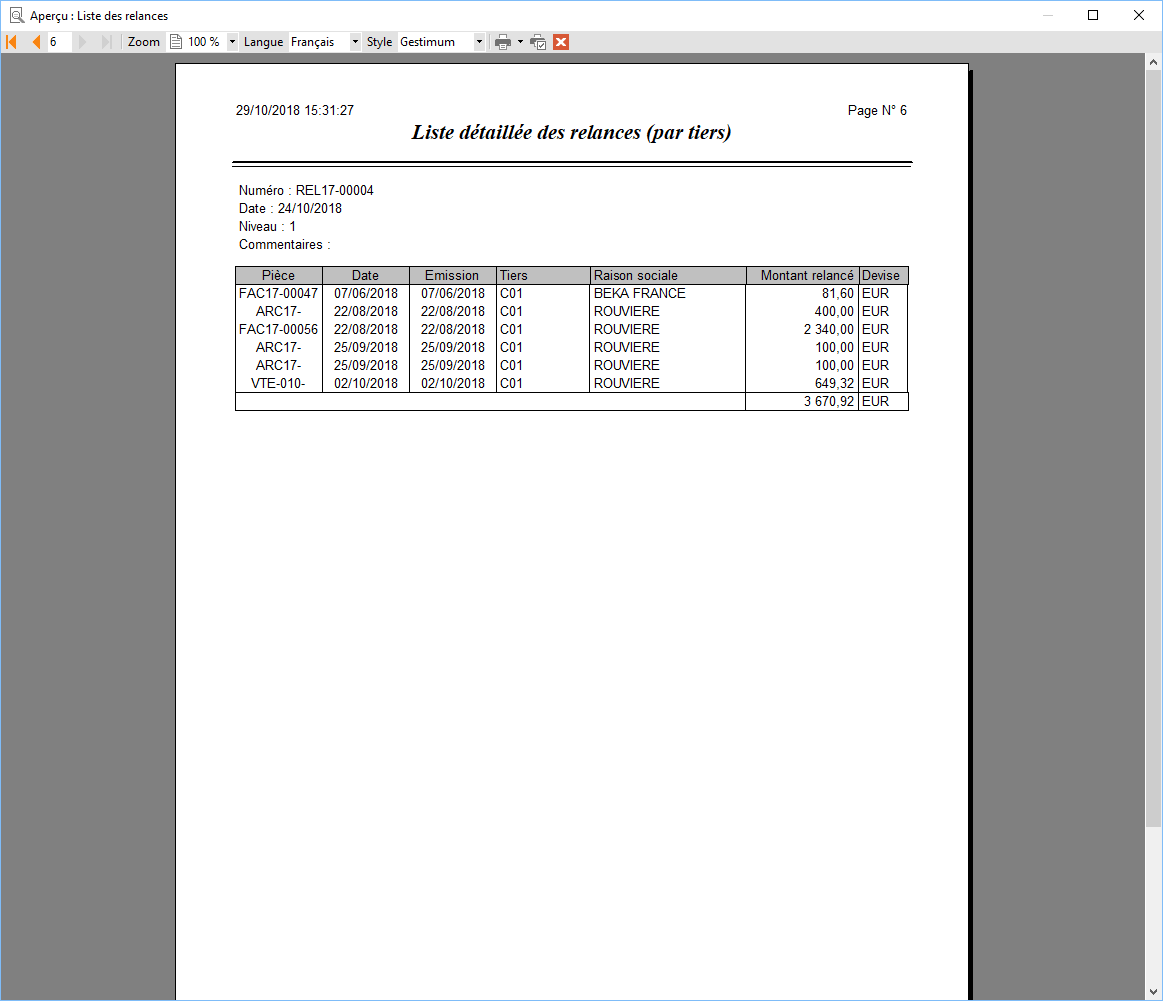 Aperçu : Liste des relances
6 Zoom 100 % Langue Français Style Gestimum
29/10/2018 15:31:27 Page N° 6
Liste détaillée des relances (par tiers)
Numéro : REL17-00004
Date : 24/10/2018
Niveau : 1
Commentaires :
Pièce Date Emission Tiers Raison sociale Montant relancé Devise
FAC17-00047 07/06/2018 07/06/2018 C01 BEKA FRANCE 81,60 EUR
ARC17- 22/08/2018 22/08/2018 C01 ROUVIERE 400,00 EUR
FAC17-00056 22/08/2018 22/08/2018 C01 ROUVIERE 2 340,00 EUR
ARC17- 25/09/2018 25/09/2018 C01 ROUVIERE 100,00 EUR
ARC17- 25/09/2018 25/09/2018 C01 ROUVIERE 100,00 EUR
VTE-010- 02/10/2018 02/10/2018 C01 ROUVIERE 649,32 EUR
3 670,92 EUR